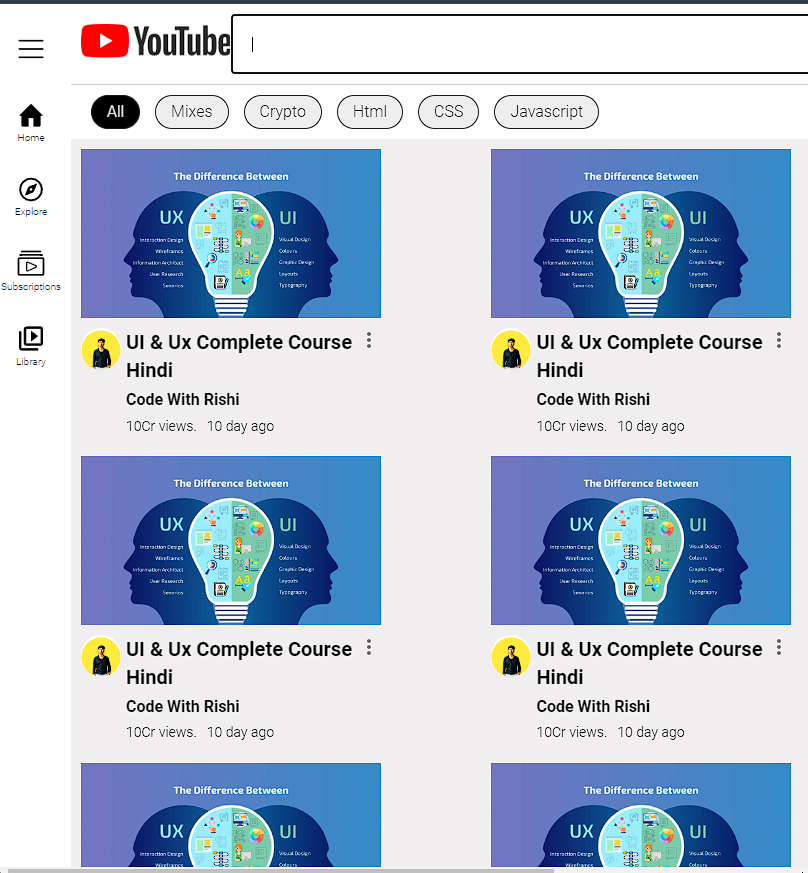 YouTube
All Mixes Crypto Html CSS Javascript
Home
Explore
Subscriptions
Library
The Difference Between
UX UI
Interaction Design Visual Design
Wireframes Colours
Information Architect Graphic Design
User Research Layouts
Senarios Typography
The Difference Between
UX UI
Interaction Design Visual Design
Wireframes Colours
Information Architect Graphic Design
User Research Layouts
Senarios Typography
UI & Ux Complete Course
Hindi
Code With Rishi
10Cr views. 10 day ago
UI & Ux Complete Course
Hindi
Code With Rishi
10Cr views. 10 day ago
The Difference Between
UX UI
Interaction Design Visual Design
Wireframes Colours
Information Architect Graphic Design
User Research Layouts
Senarios Typography
The Difference Between
UX UI
Interaction Design Visual Design
Wireframes Colours
Information Architect Graphic Design
User Research Layouts
Senarios Typography
UI & Ux Complete Course
Hindi
Code With Rishi
10Cr views. 10 day ago
UI & Ux Complete Course
Hindi
Code With Rishi
10Cr views. 10 day ago
The Difference Between
UX UI
Interaction Design Visual Design
Wireframes Colours
The Difference Between
UX UI
Interaction Design Visual Design
Wireframes Colours